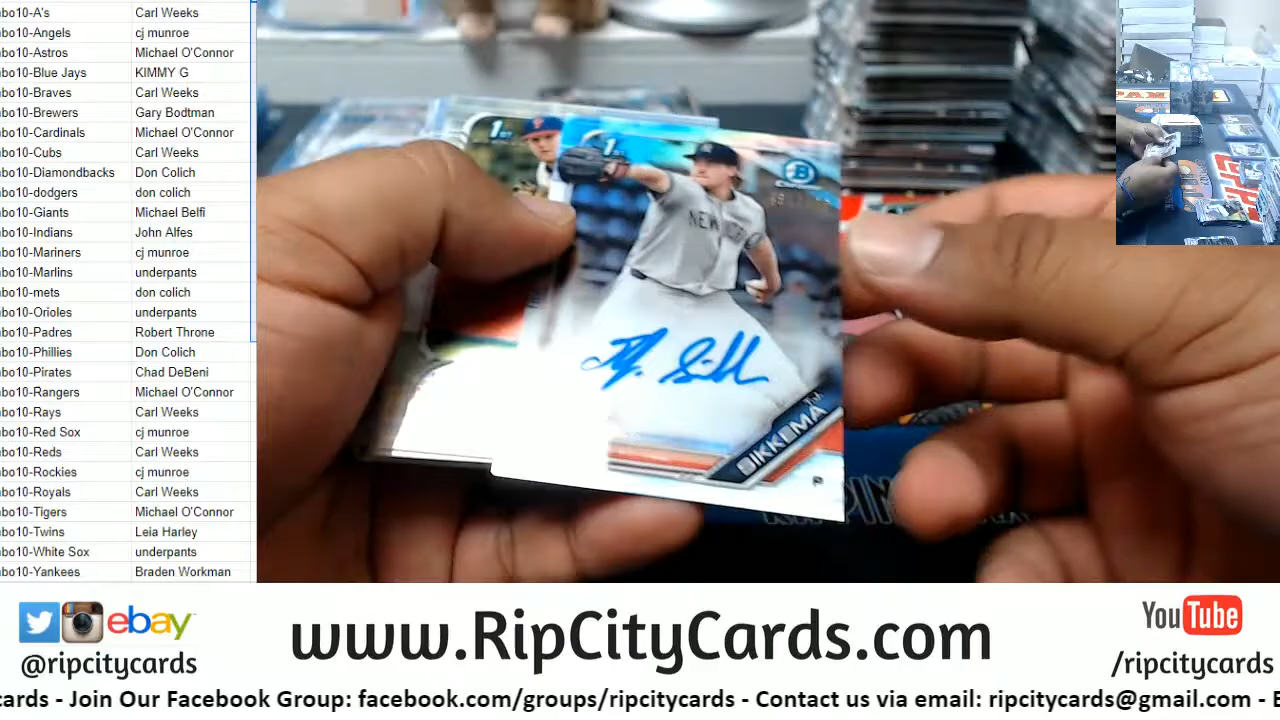 bo10-A's Carl Weeks
bo10-Angels cj munroe
bo10-Astros Michael O'Connor
bo10-Blue Jays KIMMY G
bo10-Braves Carl Weeks
bo10-Brewers Gary Bodtman
bo10-Cardinals Michael O'Connor
bo10-Cubs Carl Weeks
bo10-Diamondbacks Don Colich
bo10-dodgers don colich
bo10-Giants Michael Belfi
bo10-Indians John Alfes
bo10-Mariners cj munroe
bo10-Marlins underpants
bo10-mets don colich
bo10-Orioles underpants
bo10-Padres Robert Throne
bo10-Phillies Don Colich
bo10-Pirates Chad DeBeni
bo10-Rangers Michael O'Connor
bo10-Rays Carl Weeks
bo10-Red Sox cj munroe
bo10-Reds Carl Weeks
bo10-Rockies cj munroe
bo10-Royals Carl Weeks
bo10-Tigers Michael O'Connor
bo10-Twins Leia Harley
bo10-White Sox underpants
bo10-Yankees Braden Workman
1ST
NEW YORK
B
SIKKEMA
P
ebay
@ripcitycards
www.RipCityCards.com
YouTube
/ripcitycards
cards - Join Our Facebook Group: facebook.com/groups/ripcitycards - Contact us via email: ripcitycards@gmail.com - E